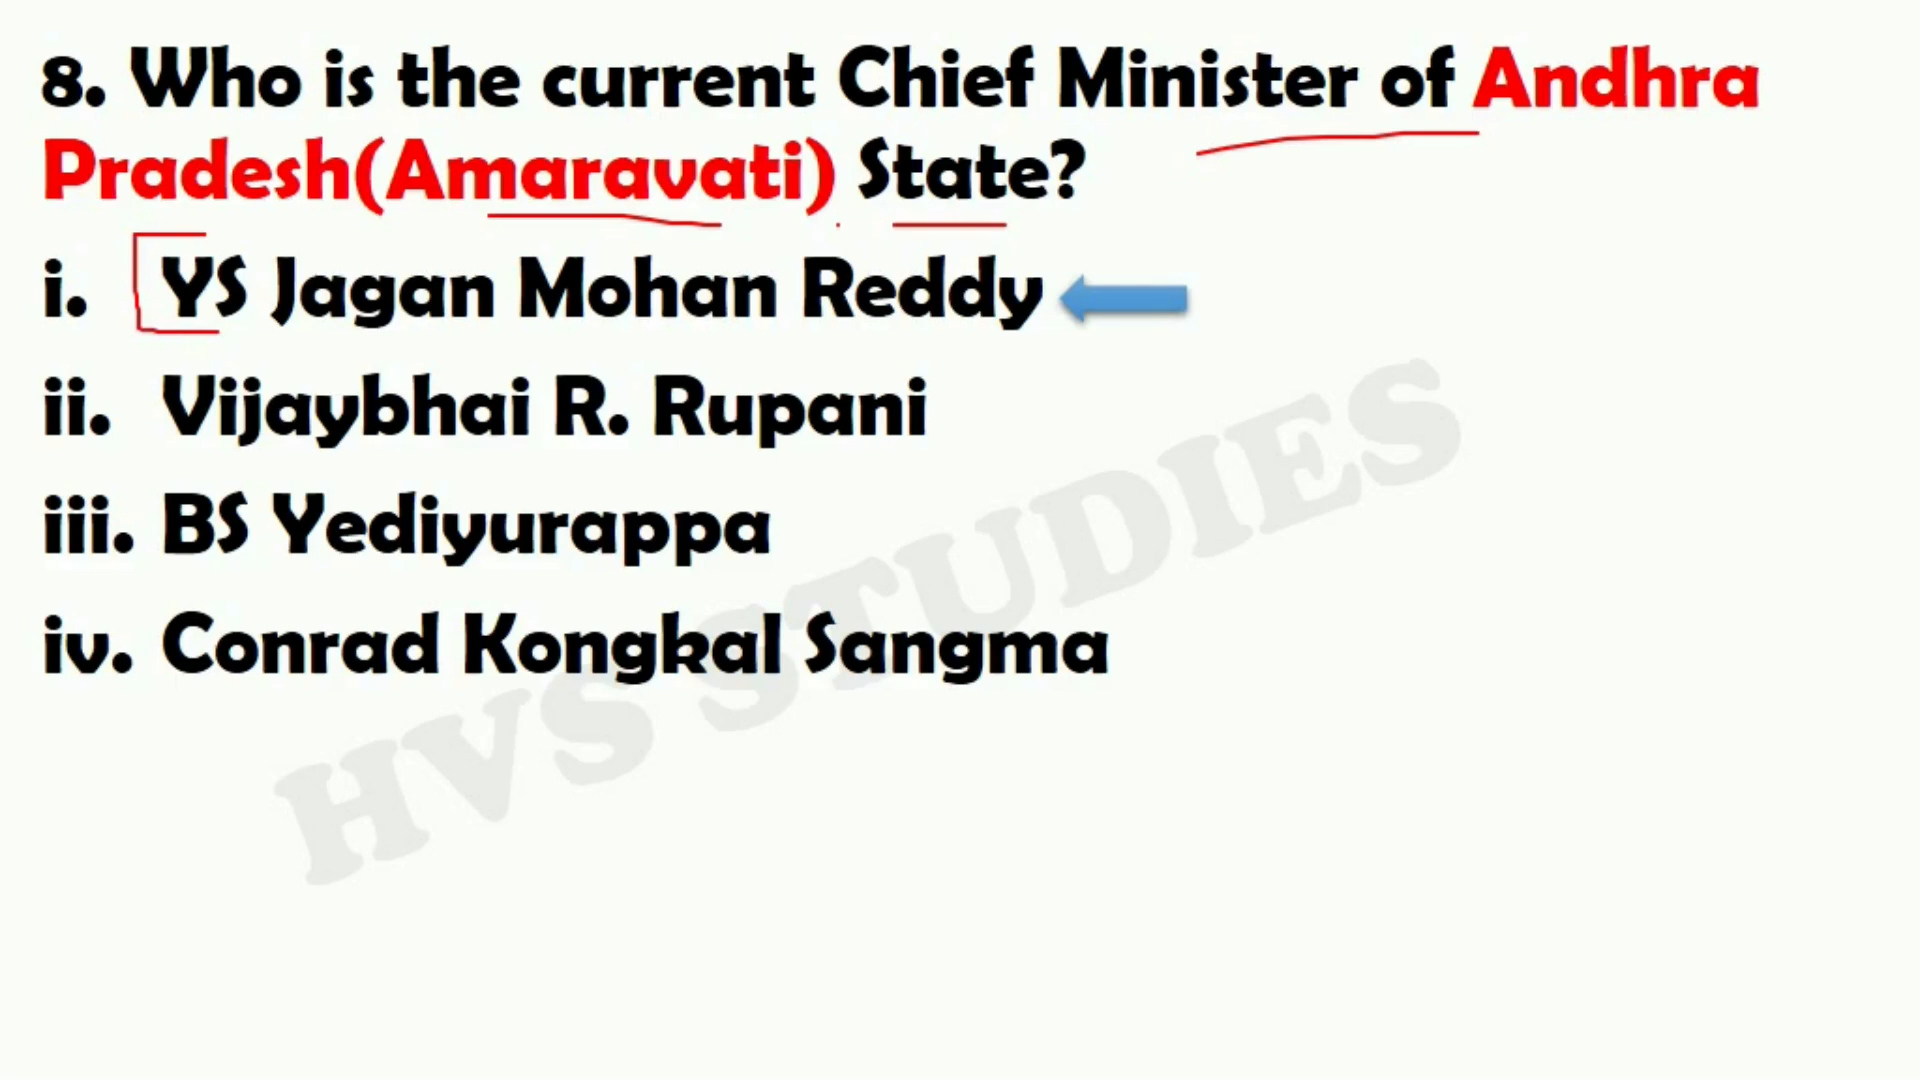 8. Who is the current Chief Minister of Andhra
Pradesh(Amaravati) State?
i. YS Jagan Mohan Reddy
ii. Vijaybhai R. Rupani
iii. BS Yediyurappa
iv. Conrad Kongkal Sangma
HVS STUDIES